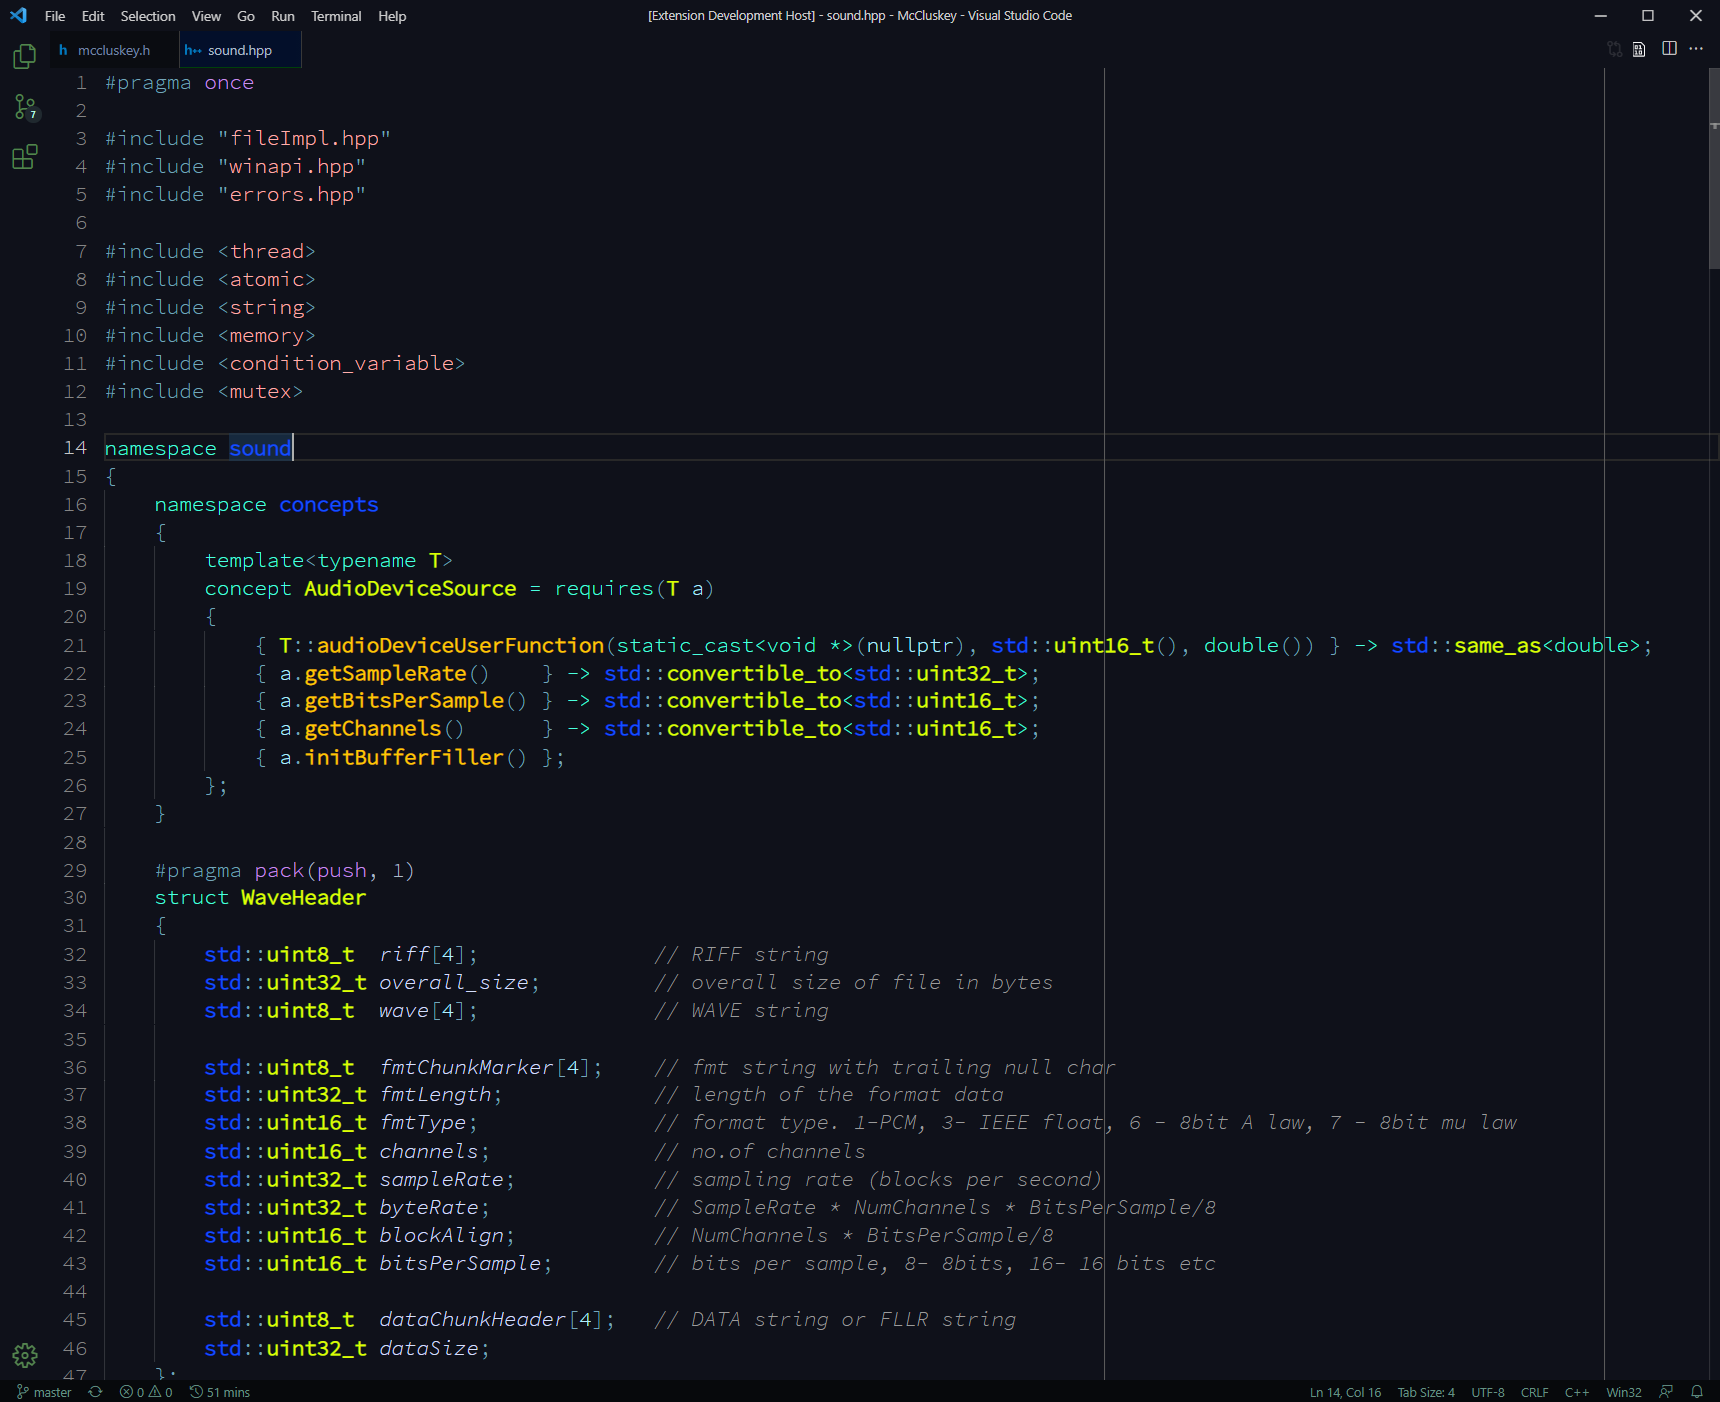 File Edit Selection View Go Run Terminal Help [Extension Development Host] - sound.hpp - McCluskey - Visual Studio Code
h mccluskey.h h++ sound.hpp
7
1 #pragma once
2
3 #include "fileImpl.hpp"
4 #include "winapi.hpp"
5 #include "errors.hpp"
6
7 #include <thread>
8 #include <atomic>
9 #include <string>
10 #include <memory>
11 #include <condition_variable>
12 #include <mutex>
13
14 namespace sound
15 {
16     namespace concepts
17     {
18         template<typename T>
19         concept AudioDeviceSource = requires(T a)
20         {
21             { T::audioDeviceUserFunction(static_cast<void *>(nullptr), std::uint16_t(), double()) } -> std::same_as<double>;
22             { a.getSampleRate()    } -> std::convertible_to<std::uint32_t>;
23             { a.getBitsPerSample() } -> std::convertible_to<std::uint16_t>;
24             { a.getChannels()      } -> std::convertible_to<std::uint16_t>;
25             { a.initBufferFiller() };
26         };
27     }
28
29     #pragma pack(push, 1)
30     struct WaveHeader
31     {
32         std::uint8_t  riff[4];              // RIFF string
33         std::uint32_t overall_size;         // overall size of file in bytes
34         std::uint8_t  wave[4];              // WAVE string
35
36         std::uint8_t  fmtChunkMarker[4];    // fmt string with trailing null char
37         std::uint32_t fmtLength;            // length of the format data
38         std::uint16_t fmtType;              // format type. 1-PCM, 3- IEEE float, 6 - 8bit A law, 7 - 8bit mu law
39         std::uint16_t channels;             // no.of channels
40         std::uint32_t sampleRate;           // sampling rate (blocks per second)
41         std::uint32_t byteRate;             // SampleRate * NumChannels * BitsPerSample/8
42         std::uint16_t blockAlign;           // NumChannels * BitsPerSample/8
43         std::uint16_t bitsPerSample;        // bits per sample, 8- 8bits, 16- 16 bits etc
44
45         std::uint8_t  dataChunkHeader[4];   // DATA string or FLLR string
46         std::uint32_t dataSize;
47     };
master 0 0 51 mins Ln 14, Col 16 Tab Size: 4 UTF-8 CRLF C++ Win32